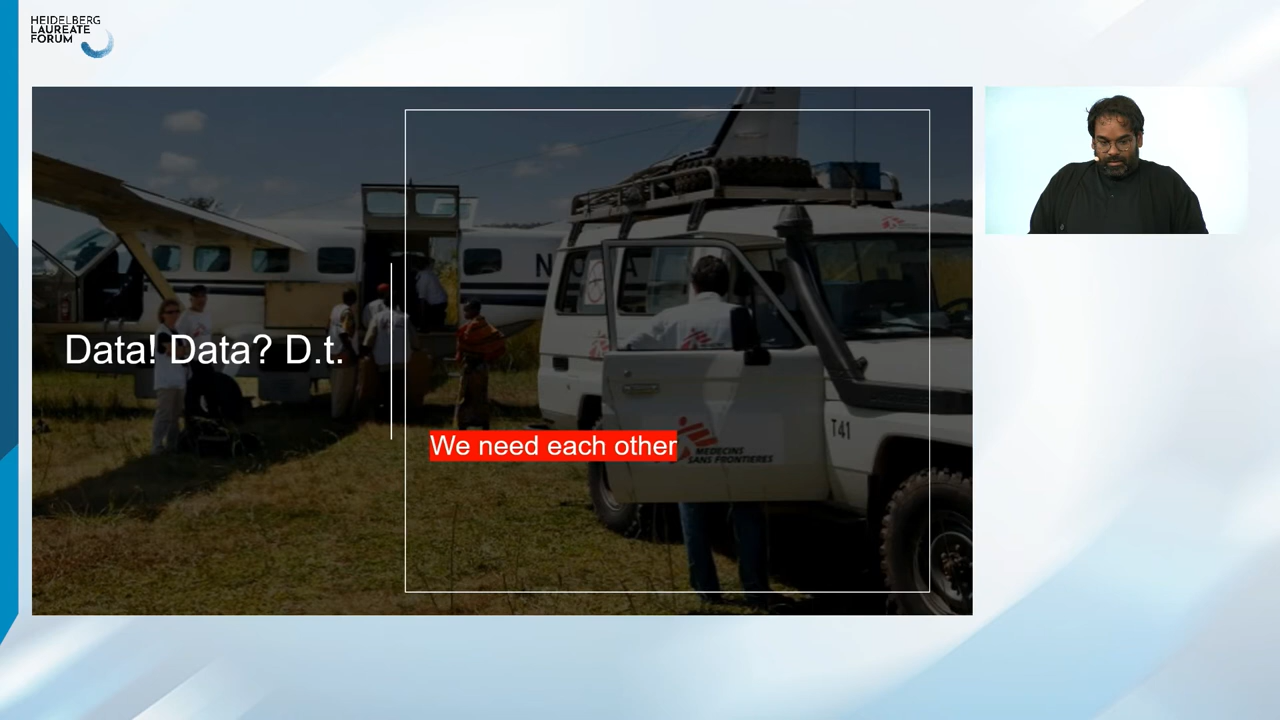 HEIDELBERG
LAUREATE
FORUM
Data! Data? D.t.
We need each other
MEDECINS
SANS FRONTIERES
T41